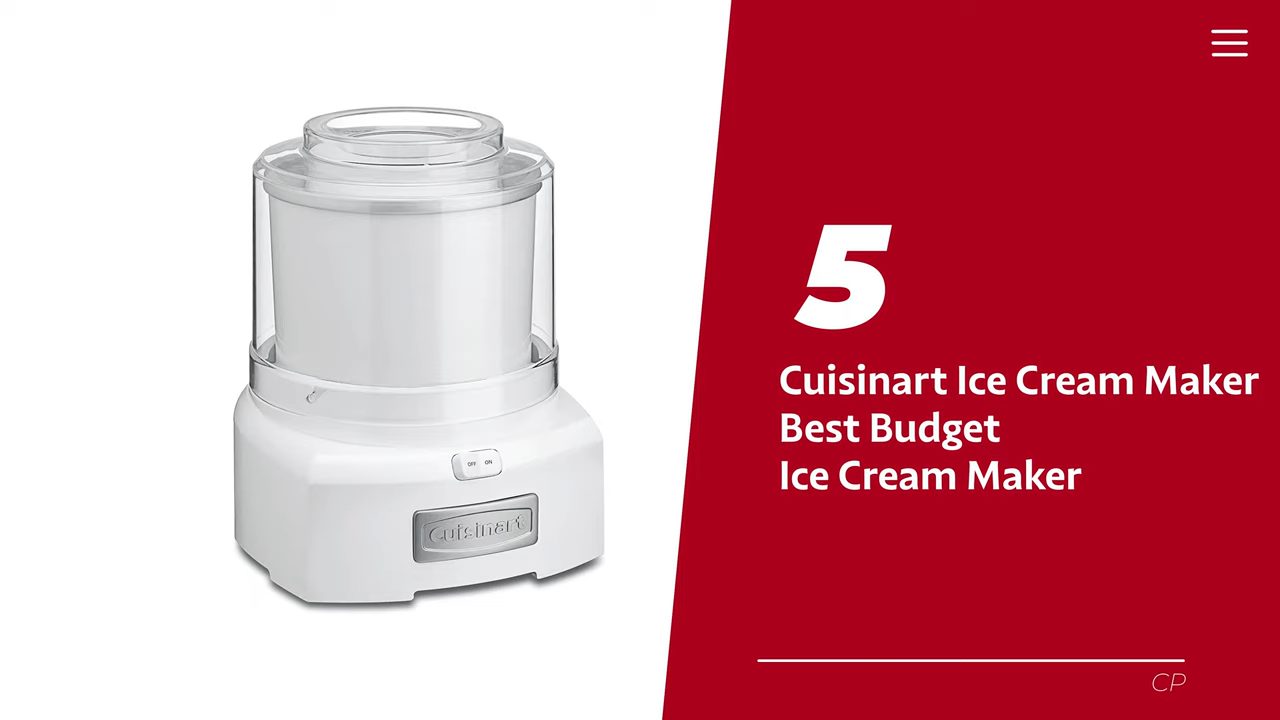 5
Cuisinart Ice Cream Maker
Best Budget
Ice Cream Maker
OFF ON
Cuisinart
CP